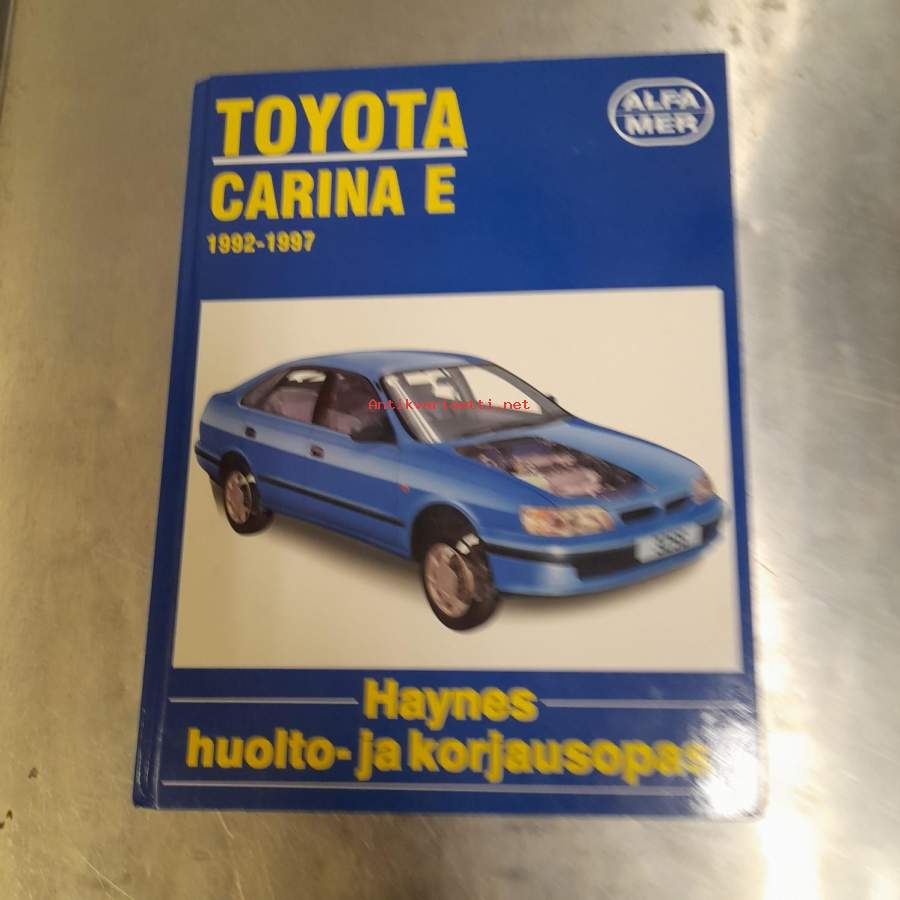 TOYOTA
ALFA
MER
CARINA E
1992-1997
Antikvariaatti.net
Haynes
huolto- ja korjausopas